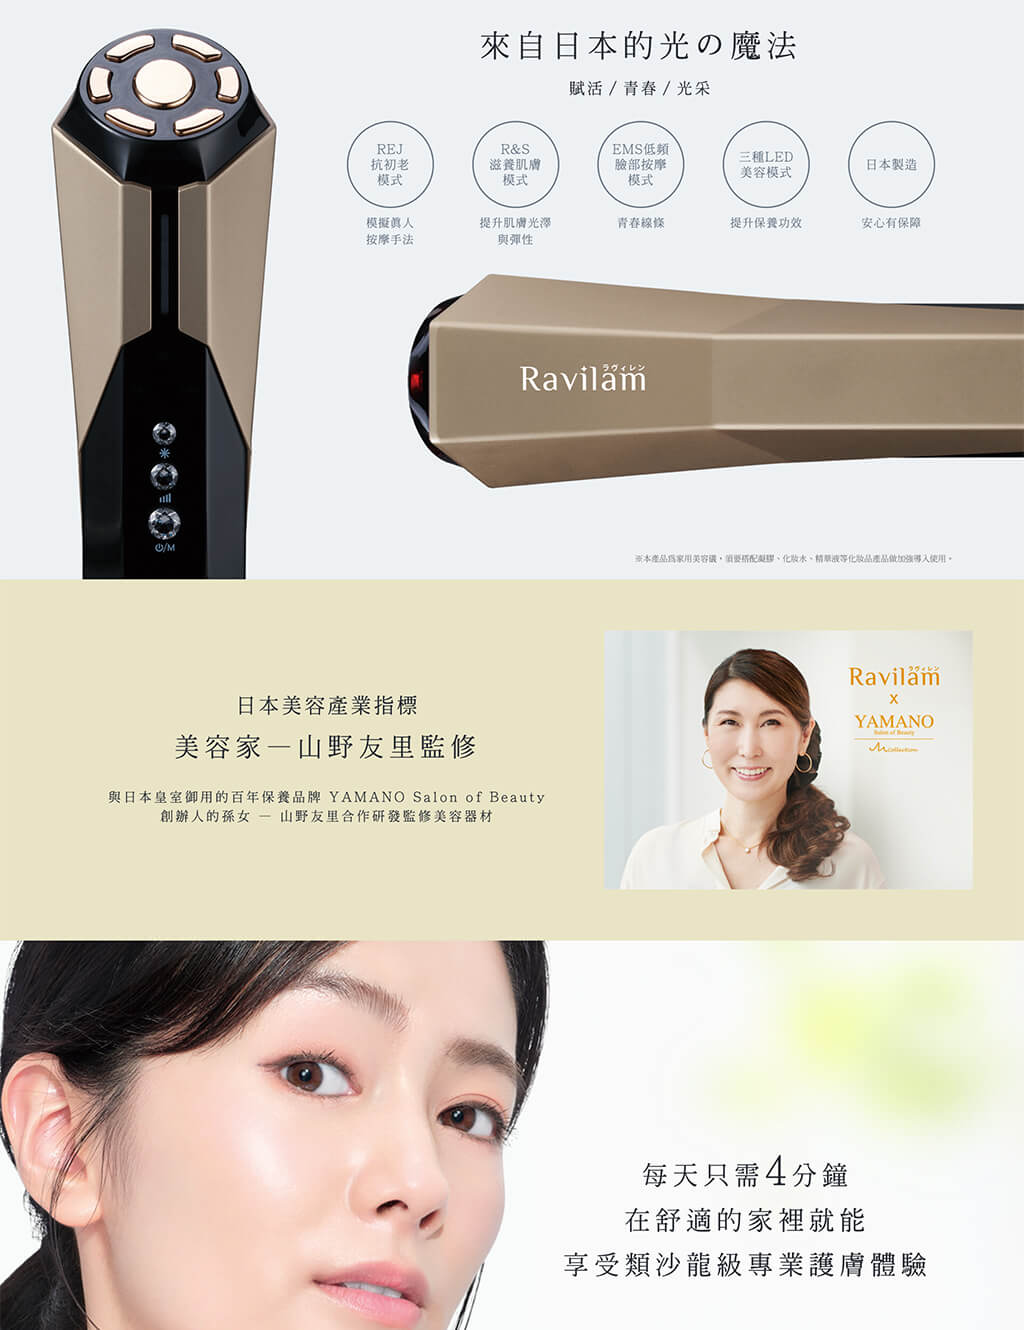 來自日本的光の魔法
賦活 / 青春 / 光采
REJ
抗初老
模式
模擬真人
按摩手法
R&S
滋養肌膚
模式
提升肌膚光澤
與彈性
EMS低頻
臉部按摩
模式
青春線條
三種LED
美容模式
提升保養功效
日本製造
安心有保障
ラヴィレン
Ravilam
⏻/M
※本產品為家用美容儀，須要搭配凝膠、化妝水、精華液等化妝品產品做加強導入使用。
日本美容產業指標
美容家—山野友里監修
與日本皇室御用的百年保養品牌 YAMANO Salon of Beauty
創辦人的孫女 — 山野友里合作研發監修美容器材
ラヴィレン
Ravilam
x
YAMANO
Salon of Beauty
M collection
每天只需4分鐘
在舒適的家裡就能
享受類沙龍級專業護膚體驗